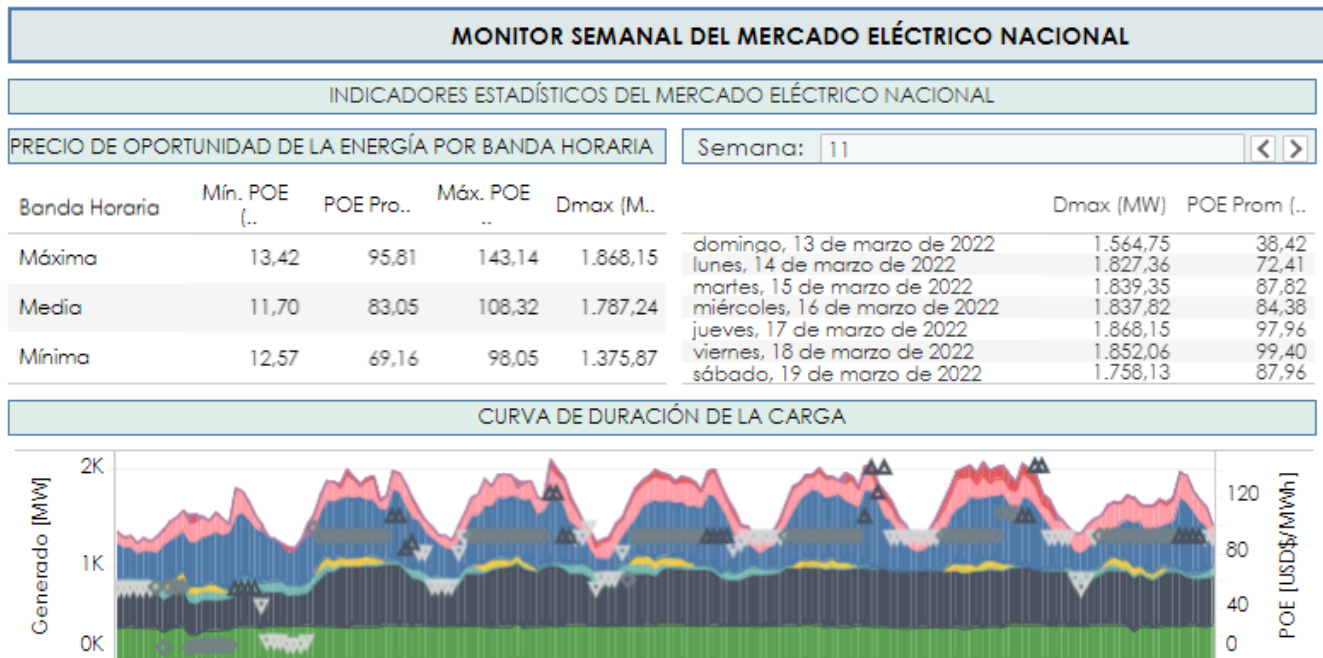 MONITOR SEMANAL DEL MERCADO ELÉCTRICO NACIONAL
INDICADORES ESTADÍSTICOS DEL MERCADO ELÉCTRICO NACIONAL
PRECIO DE OPORTUNIDAD DE LA ENERGÍA POR BANDA HORARIA
Banda Horaria Mín. POE (.. POE Pro.. Máx. POE .. Dmax (M..
Máxima 13,42 95,81 143,14 1.868,15
Media 11,70 83,05 108,32 1.787,24
Mínima 12,57 69,16 98,05 1.375,87
Semana: 11
Dmax (MW) POE Prom (..
domingo, 13 de marzo de 2022 1.564,75 38,42
lunes, 14 de marzo de 2022 1.827,36 72,41
martes, 15 de marzo de 2022 1.839,35 87,82
miércoles, 16 de marzo de 2022 1.837,82 84,38
jueves, 17 de marzo de 2022 1.868,15 97,96
viernes, 18 de marzo de 2022 1.852,06 99,40
sábado, 19 de marzo de 2022 1.758,13 87,96
CURVA DE DURACIÓN DE LA CARGA
Generado [MW]
2K
1K
0K
120
80
40
0
POE [USD$/MWh]